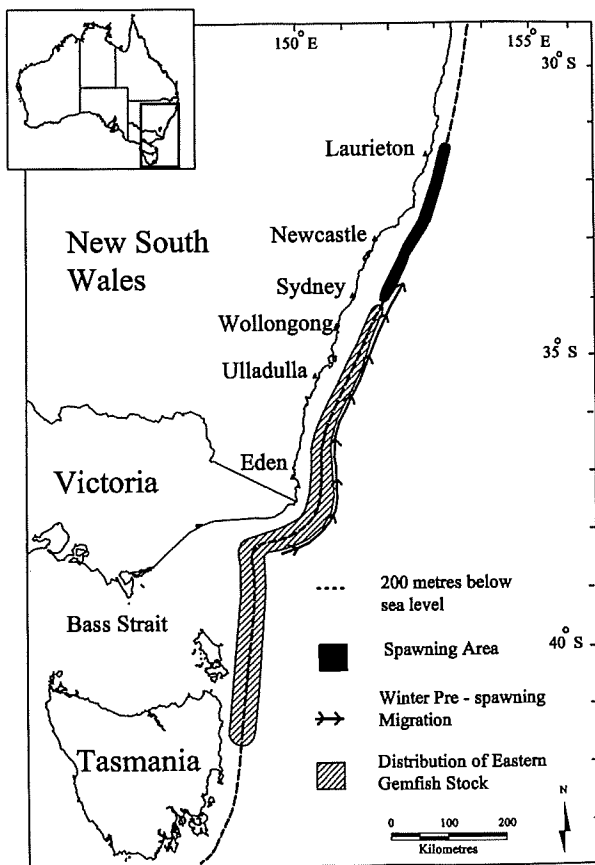 150° E
155° E
30° S
Laurieton
Newcastle
New South
Wales
Sydney
Wollongong
35° S
Ulladulla
Eden
Victoria
200 metres below
sea level
Bass Strait
40° S
Spawning Area
Winter Pre - spawning
Migration
Tasmania
Distribution of Eastern
Gemfish Stock
N
0 100 200
Kilometres